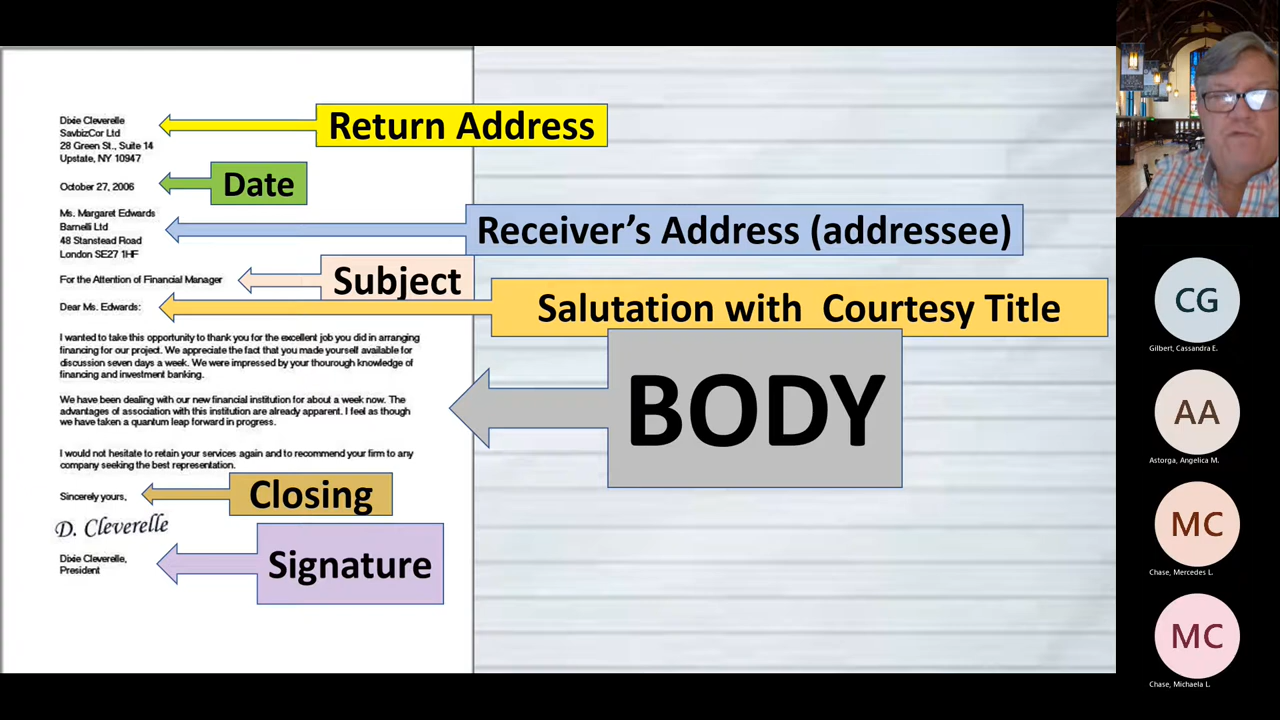 Dixie Cleverelle
SavbizCor Ltd
28 Green St., Suite 14
Upstate, NY 10947
Return Address
October 27, 2006
Date
Ms. Margaret Edwards
Barnelli Ltd
48 Stanstead Road
London SE27 1HF
Receiver's Address (addressee)
For the Attention of Financial Manager
Subject
Dear Ms. Edwards:
Salutation with Courtesy Title
I wanted to take this opportunity to thank you for the excellent job you did in arranging
financing for our project. We appreciate the fact that you made yourself available for
discussion seven days a week. We were impressed by your thourough knowledge of
financing and investment banking.
We have been dealing with our new financial institution for about a week now. The
advantages of association with this institution are already apparent. I feel as though
we have taken a quantum leap forward in progress.
I would not hesitate to retain your services again and to recommend your firm to any
company seeking the best representation.
BODY
Sincerely yours,
Closing
D. Cleverelle
Dixie Cleverelle,
President
Signature
CG
Gilbert, Cassandra E.
AA
Astorga, Angelica M.
MC
Chase, Mercedes L.
MC
Chase, Michaela L.